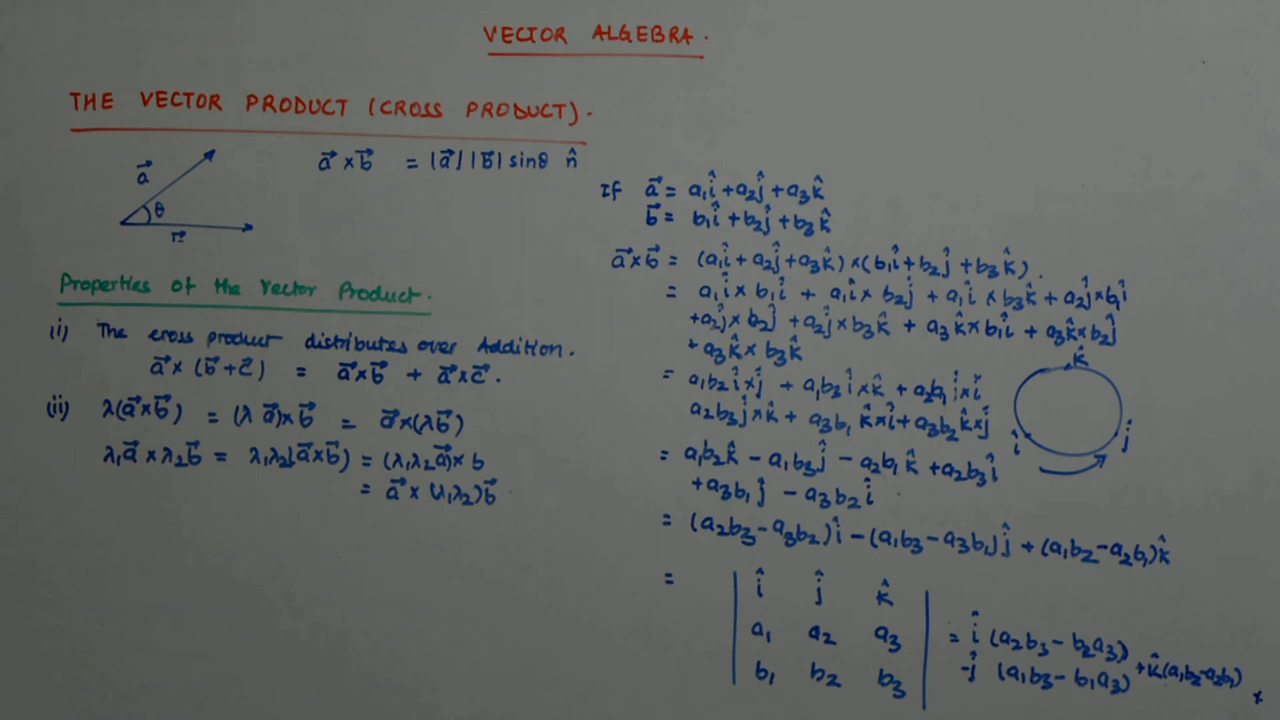 VECTOR ALGEBRA.
THE VECTOR PRODUCT (CROSS PRODUCT).
a⃗
θ
b⃗
a⃗ × b⃗ = |a⃗| |b⃗| sinθ n̂
Properties of the Vector Product.
(i) The cross product distributes over Addition.
a⃗ × (b⃗ + c⃗) = a⃗×b⃗ + a⃗×c⃗.
(ii) λ(a⃗×b⃗) = (λ a⃗)×b⃗ = a⃗×(λb⃗)
λ₁a⃗ × λ₂b⃗ = λ₁λ₂(a⃗×b⃗) = (λ₁λ₂a⃗)× b
= a⃗ × (λ₁λ₂)b⃗
If a⃗ = a₁î + a₂ĵ + a₃k̂
b⃗ = b₁î + b₂ĵ + b₃k̂
a⃗×b⃗ = (a₁î + a₂ĵ + a₃k̂) × (b₁î + b₂ĵ + b₃k̂).
= a₁î × b₁î + a₁î × b₂ĵ + a₁î × b₃k̂ + a₂ĵ × b₁î
+ a₂ĵ × b₂ĵ + a₂ĵ × b₃k̂ + a₃k̂ × b₁î + a₃k̂ × b₂ĵ
+ a₃k̂ × b₃k̂
= a₁b₂ î×ĵ + a₁b₃ î×k̂ + a₂b₁ ĵ×î
a₂b₃ ĵ×k̂ + a₃b₁ k̂×î + a₃b₂ k̂×ĵ
k̂
î
ĵ
= a₁b₂k̂ − a₁b₃ĵ − a₂b₁k̂ + a₂b₃î
+ a₃b₁ĵ − a₃b₂î
= (a₂b₃ − a₃b₂)î − (a₁b₃ − a₃b₁)ĵ + (a₁b₂ − a₂b₁)k̂
= | î ĵ k̂ |
| a₁ a₂ a₃ | = î (a₂b₃ − b₂a₃)
| b₁ b₂ b₃ | −ĵ (a₁b₃ − b₁a₃) + k̂(a₁b₂ − a₂b₁)